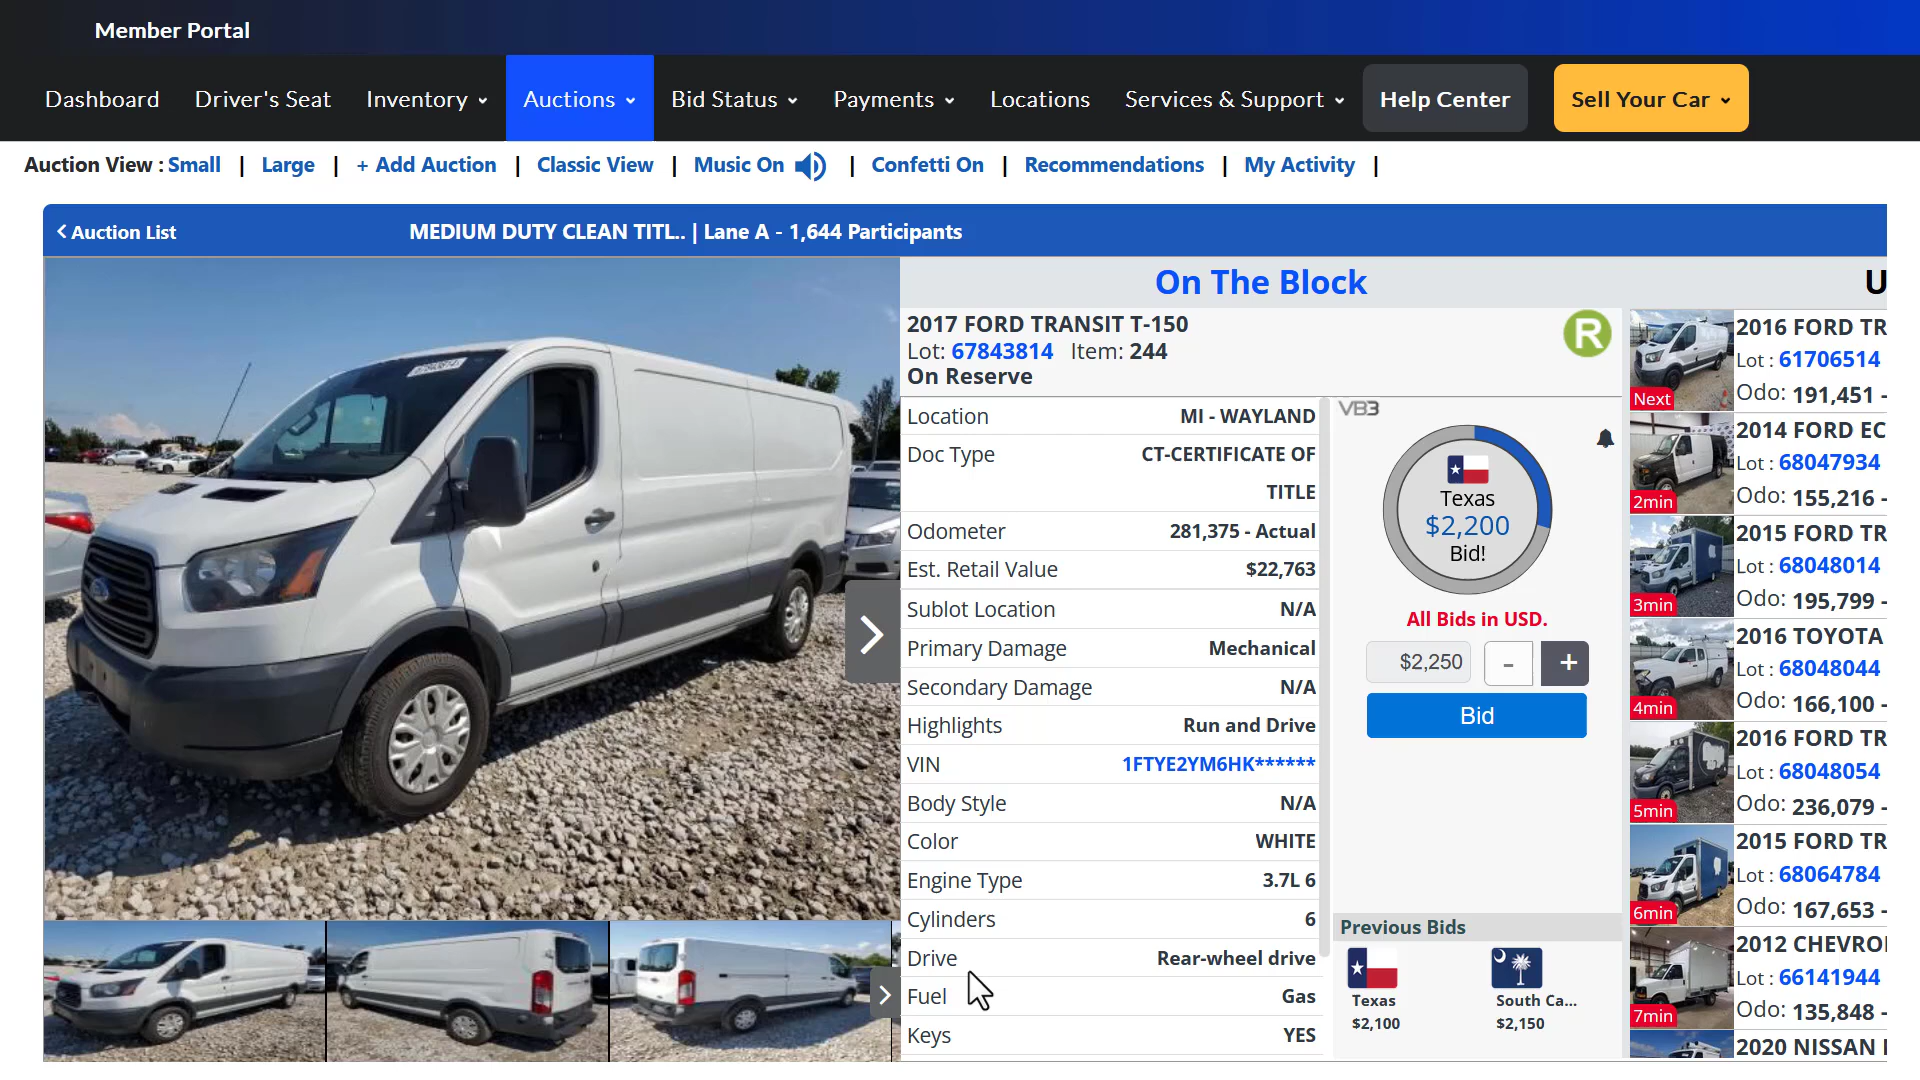 Member Portal
Dashboard Driver's Seat Inventory Auctions Bid Status Payments Locations Services & Support Help Center Sell Your Car
Auction View : Small | Large | + Add Auction | Classic View | Music On | Confetti On | Recommendations | My Activity |
Auction List MEDIUM DUTY CLEAN TITL.. | Lane A - 1,644 Participants
On The Block
U
2017 FORD TRANSIT T-150
Lot: 67843814 Item: 244
On Reserve
R
Location MI - WAYLAND
Doc Type CT-CERTIFICATE OF
TITLE
Odometer 281,375 - Actual
Est. Retail Value $22,763
Sublot Location N/A
Primary Damage Mechanical
Secondary Damage N/A
Highlights Run and Drive
VIN 1FTYE2YM6HK******
Body Style N/A
Color WHITE
Engine Type 3.7L 6
Cylinders 6
Drive Rear-wheel drive
Fuel Gas
Keys YES
VB3
Texas
$2,200
Bid!
All Bids in USD.
$2,250 - +
Bid
Previous Bids
Texas
$2,100
South Ca...
$2,150
2016 FORD TR
Lot : 61706514
Odo: 191,451 -
Next
2014 FORD EC
Lot : 68047934
Odo: 155,216 -
2min
2015 FORD TR
Lot : 68048014
Odo: 195,799 -
3min
2016 TOYOTA
Lot : 68048044
Odo: 166,100 -
4min
2016 FORD TR
Lot : 68048054
Odo: 236,079 -
5min
2015 FORD TR
Lot : 68064784
Odo: 167,653 -
6min
2012 CHEVRO
Lot : 66141944
Odo: 135,848 -
7min
2020 NISSAN